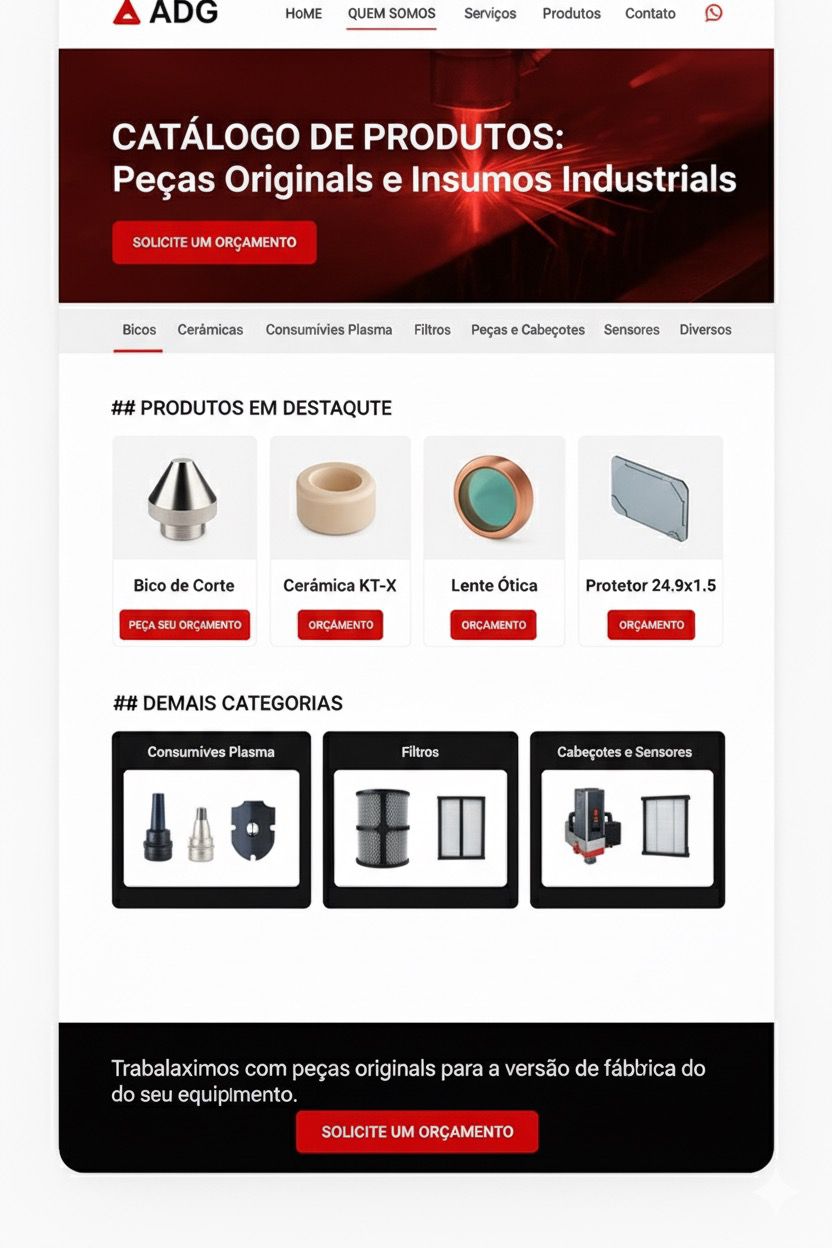 ADG
HoME QUEM SOMOS Serviços Produtos Contato
CATÁLOGO DE PRODUTOS:
Peças Originals e Insumos Industrials
SOLICITE UM ORÇAMENTO
Bicos Cerámicas Consumívies Plasma Filtros Peças e Cabeçotes Sensores Diversos
## PRODUTOS EM DESTAQUTE
Bico de Corte Cerámica KT-X Lente Ótica Protetor 24.9x1.5
PEÇA SEU ORÇAMENTO ORÇAMENTO ORÇAMENTO ORÇAMENTO
## DEMAIS CATEGORIAS
Consumives Plasma Filtros Cabeçotes e Sensores
Trabalaximos com peças originals para a versão de fábbrica do
do seu equipmento.
SOLICITE UM ORÇAMENTO